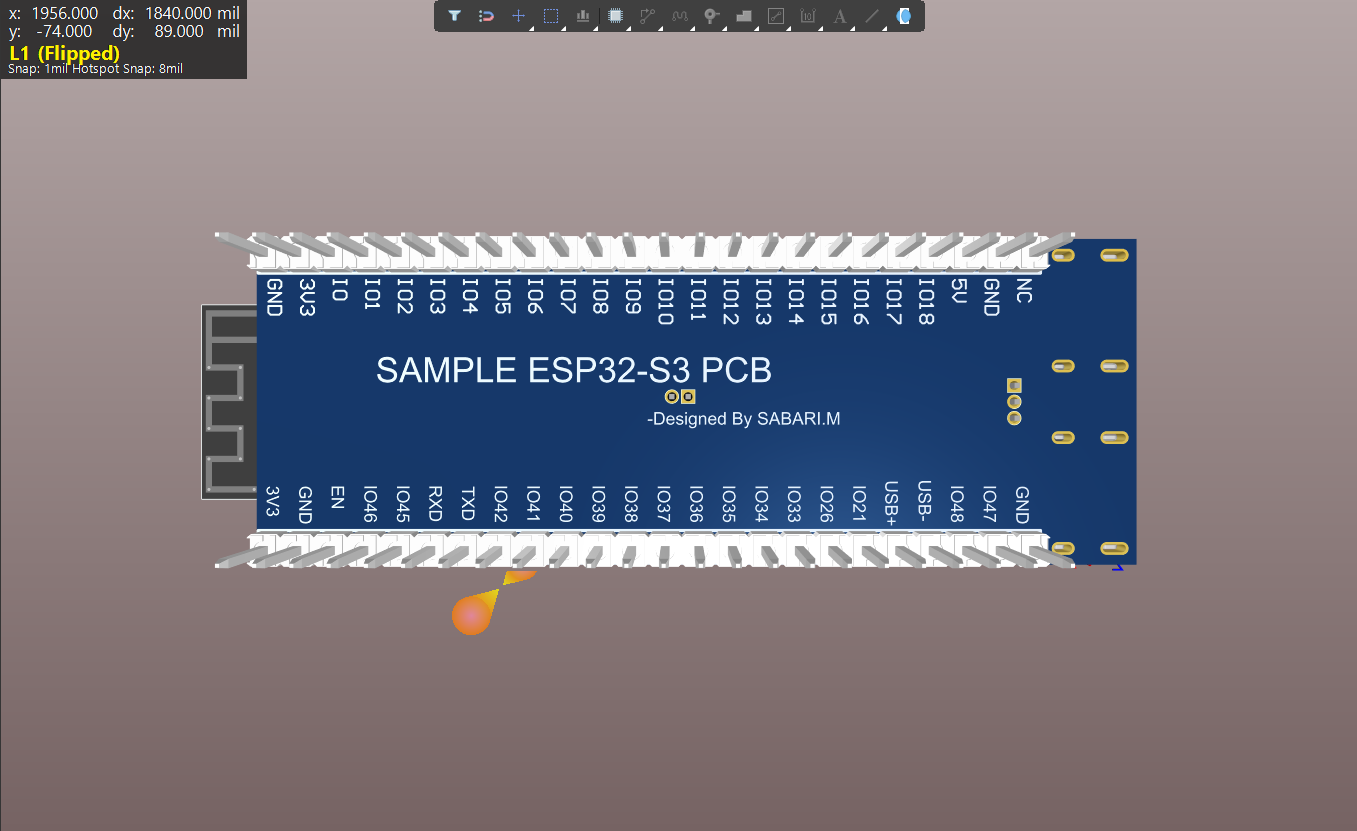 x: 1956.000 dx: 1840.000 mil
y: -74.000 dy: 89.000 mil
L1 (Flipped)
Snap: 1mil Hotspot Snap: 8mil
GND 3V3 IO IO1 IO2 IO3 IO4 IO5 IO6 IO7 IO8 IO9 IO10 IO11 IO12 IO13 IO14 IO15 IO16 IO17 IO18 5V GND NC
SAMPLE ESP32-S3 PCB
-Designed By SABARI.M
3V3 GND EN IO46 IO45 RXD TXD IO42 IO41 IO40 IO39 IO38 IO37 IO36 IO35 IO34 IO33 IO26 IO21 USB+ USB- IO48 IO47 GND